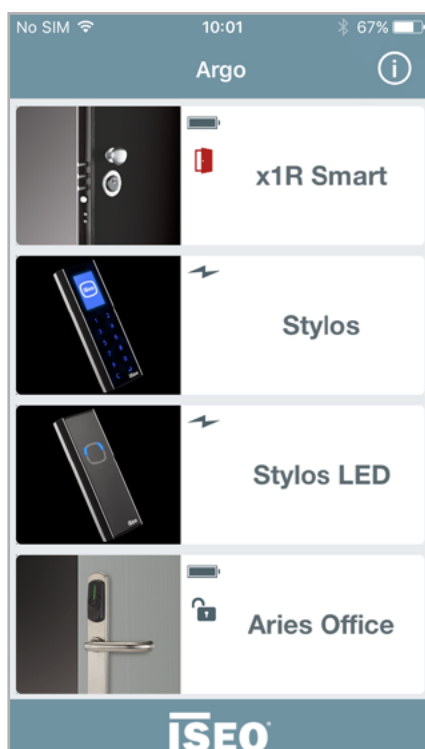 No SIM 10:01 67%
Argo
x1R Smart
Stylos
Stylos LED
Aries Office
ISEO